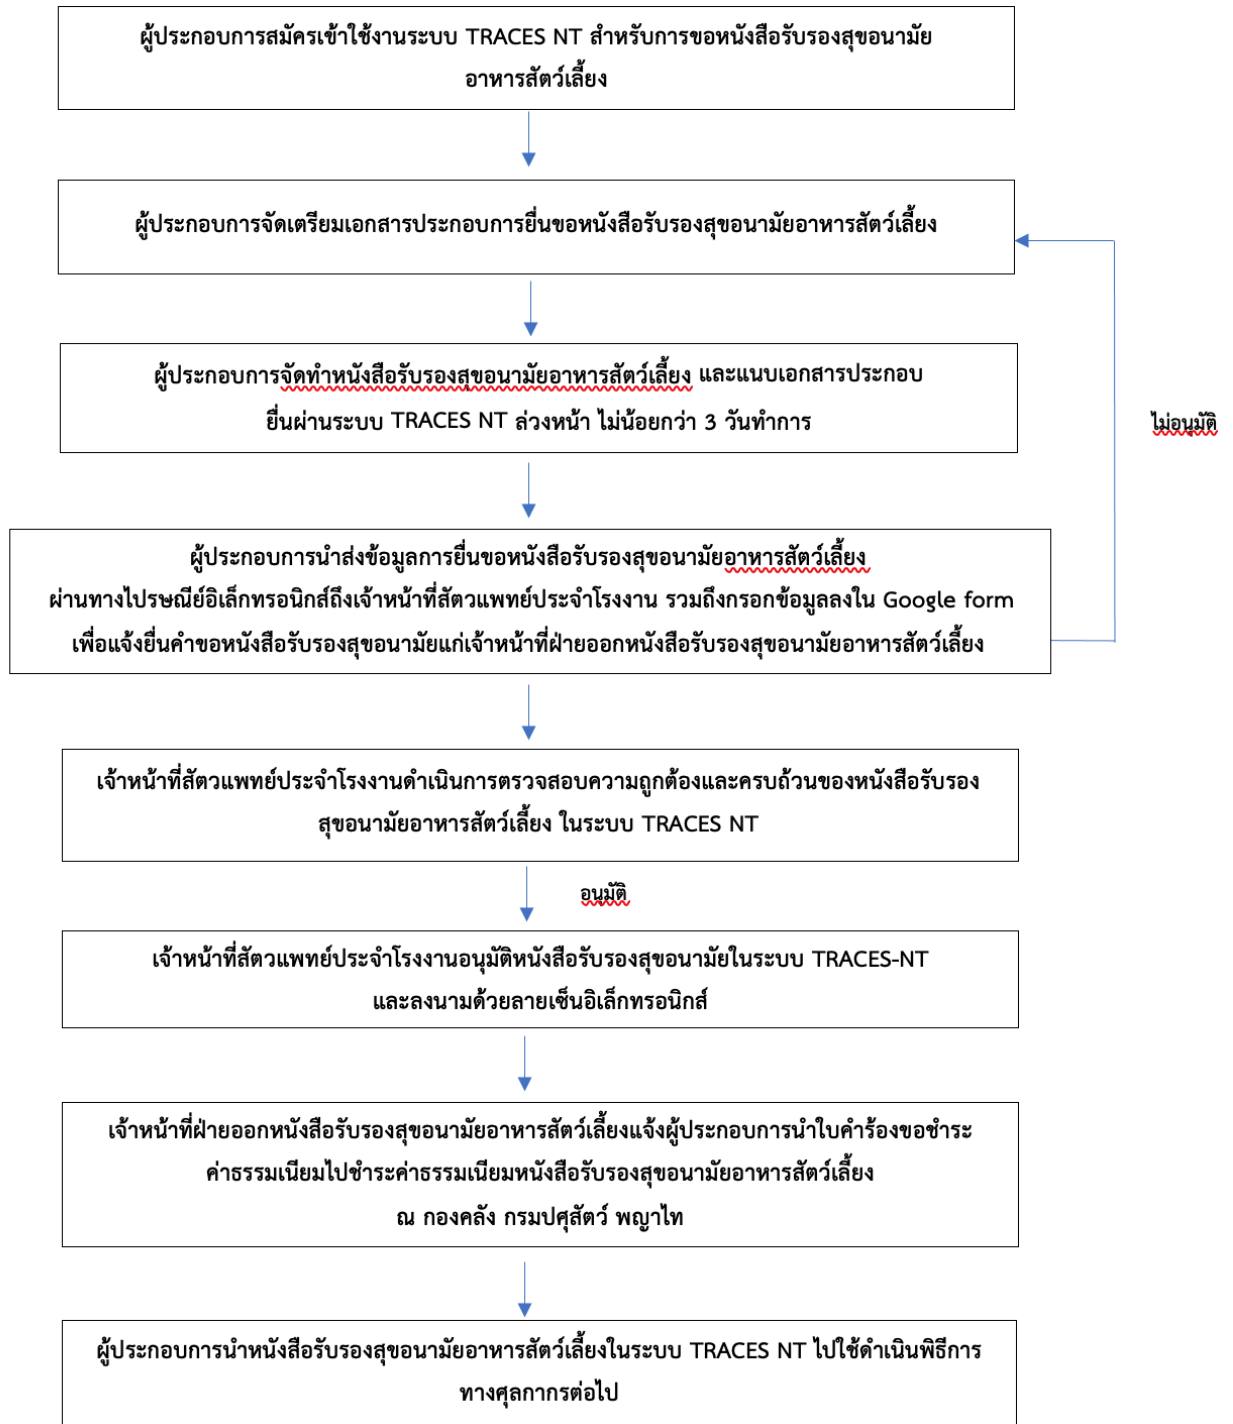 ผู้ประกอบการสมัครเข้าใช้งานระบบ TRACES NT สำหรับการขอหนังสือรับรองสุขอนามัย
อาหารสัตว์เลี้ยง
ผู้ประกอบการจัดเตรียมเอกสารประกอบการยื่นขอหนังสือรับรองสุขอนามัยอาหารสัตว์เลี้ยง
ผู้ประกอบการจัดทำหนังสือรับรองสุขอนามัยอาหารสัตว์เลี้ยง และแนบเอกสารประกอบ
ยื่นผ่านระบบ TRACES NT ล่วงหน้า ไม่น้อยกว่า 3 วันทำการ
ไม่อนุมัติ
ผู้ประกอบการนำส่งข้อมูลการยื่นขอหนังสือรับรองสุขอนามัยอาหารสัตว์เลี้ยง
ผ่านทางไปรษณีย์อิเล็กทรอนิกส์ถึงเจ้าหน้าที่สัตวแพทย์ประจำโรงงาน รวมถึงกรอกข้อมูลลงใน Google form
เพื่อแจ้งยื่นคำขอหนังสือรับรองสุขอนามัยแก่เจ้าหน้าที่ฝ่ายออกหนังสือรับรองสุขอนามัยอาหารสัตว์เลี้ยง
เจ้าหน้าที่สัตวแพทย์ประจำโรงงานดำเนินการตรวจสอบความถูกต้องและครบถ้วนของหนังสือรับรอง
สุขอนามัยอาหารสัตว์เลี้ยง ในระบบ TRACES NT
อนุมัติ
เจ้าหน้าที่สัตวแพทย์ประจำโรงงานอนุมัติหนังสือรับรองสุขอนามัยในระบบ TRACES-NT
และลงนามด้วยลายเซ็นอิเล็กทรอนิกส์
เจ้าหน้าที่ฝ่ายออกหนังสือรับรองสุขอนามัยอาหารสัตว์เลี้ยงแจ้งผู้ประกอบการนำใบคำร้องขอชำระ
ค่าธรรมเนียมไปชำระค่าธรรมเนียมหนังสือรับรองสุขอนามัยอาหารสัตว์เลี้ยง
ณ กองคลัง กรมปศุสัตว์ พญาไท
ผู้ประกอบการนำหนังสือรับรองสุขอนามัยอาหารสัตว์เลี้ยงในระบบ TRACES NT ไปใช้ดำเนินพิธีการ
ทางศุลกากรต่อไป